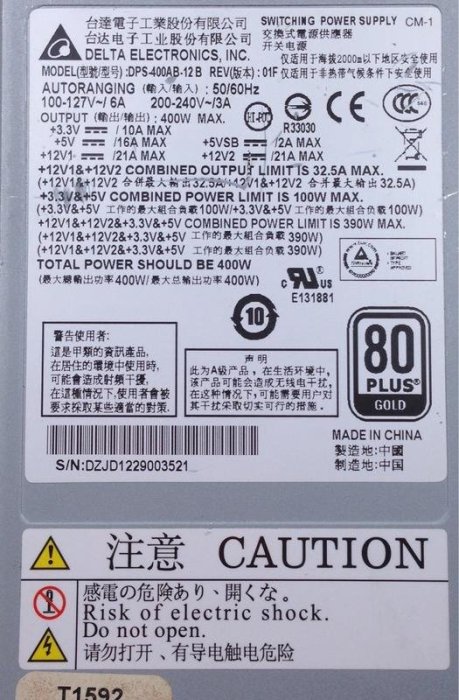 台達電子工業股份有限公司
台达电子工业股份有限公司
DELTA ELECTRONICS, INC.
SWITCHING POWER SUPPLY CM-1
交換式電源供應器
开关电源
仅适用于海拔2000m以下地区安全使用
MODEL(型號/型号): DPS-400AB-12 B REV(版本): 01F 仅适用于非热带气候条件下安全使用
AUTORANGING (輸入/输入) : 50/60Hz
100-127V~/ 6A 200-240V~/3A
OUTPUT (輸出/输出) : 400W MAX.
+3.3V /10A MAX
+5V /16A MAX +5VSB /2A MAX
+12V1 /21A MAX +12V2 /21A MAX
HI-POT
R33030
CCC
+12V1&+12V2 COMBINED OUTPUT LIMIT IS 32.5A MAX.
(+12V1&+12V2 合併最大輸出32.5A/+12V1&+12V2 合并最大输出32.5A)
+3.3V&+5V COMBINED POWER LIMIT IS 100W MAX.
(+3.3V&+5V 工作的最大組合負載100W/+3.3V&+5V 工作的最大组合负载100W)
(+12V1&+12V2&+3.3V&+5V COMBINED POWER LIMIT IS 390W MAX.
(+12V1&+12V2&+3.3V&+5V 工作的最大組合負載390W)
(+12V1&+12V2&+3.3V&+5V 工作的最大组合负载390W)
TOTAL POWER SHOULD BE 400W
(最大總輸出功率400W/最大总输出功率400W)
c RU US
E131881
10
警告使用者:
這是甲類的資訊產品,
在居住的環境中使用時,
可能會造成射頻干擾,
在這種情況下,使用者會被
要求採取某些適當的對策.
声 明
此为A级产品，在生活环境中，
该产品可能会造成无线电干扰，
在这种情况下，可能需要用户对
其干扰采取切实可行的措施。
80
PLUS®
GOLD
S/N:DZJD1229003521
MADE IN CHINA
製造地:中國
制造地:中国
注意 CAUTION
感電の危険あり、開くな。
Risk of electric shock.
Do not open.
请勿打开、有导电触电危险
T1592